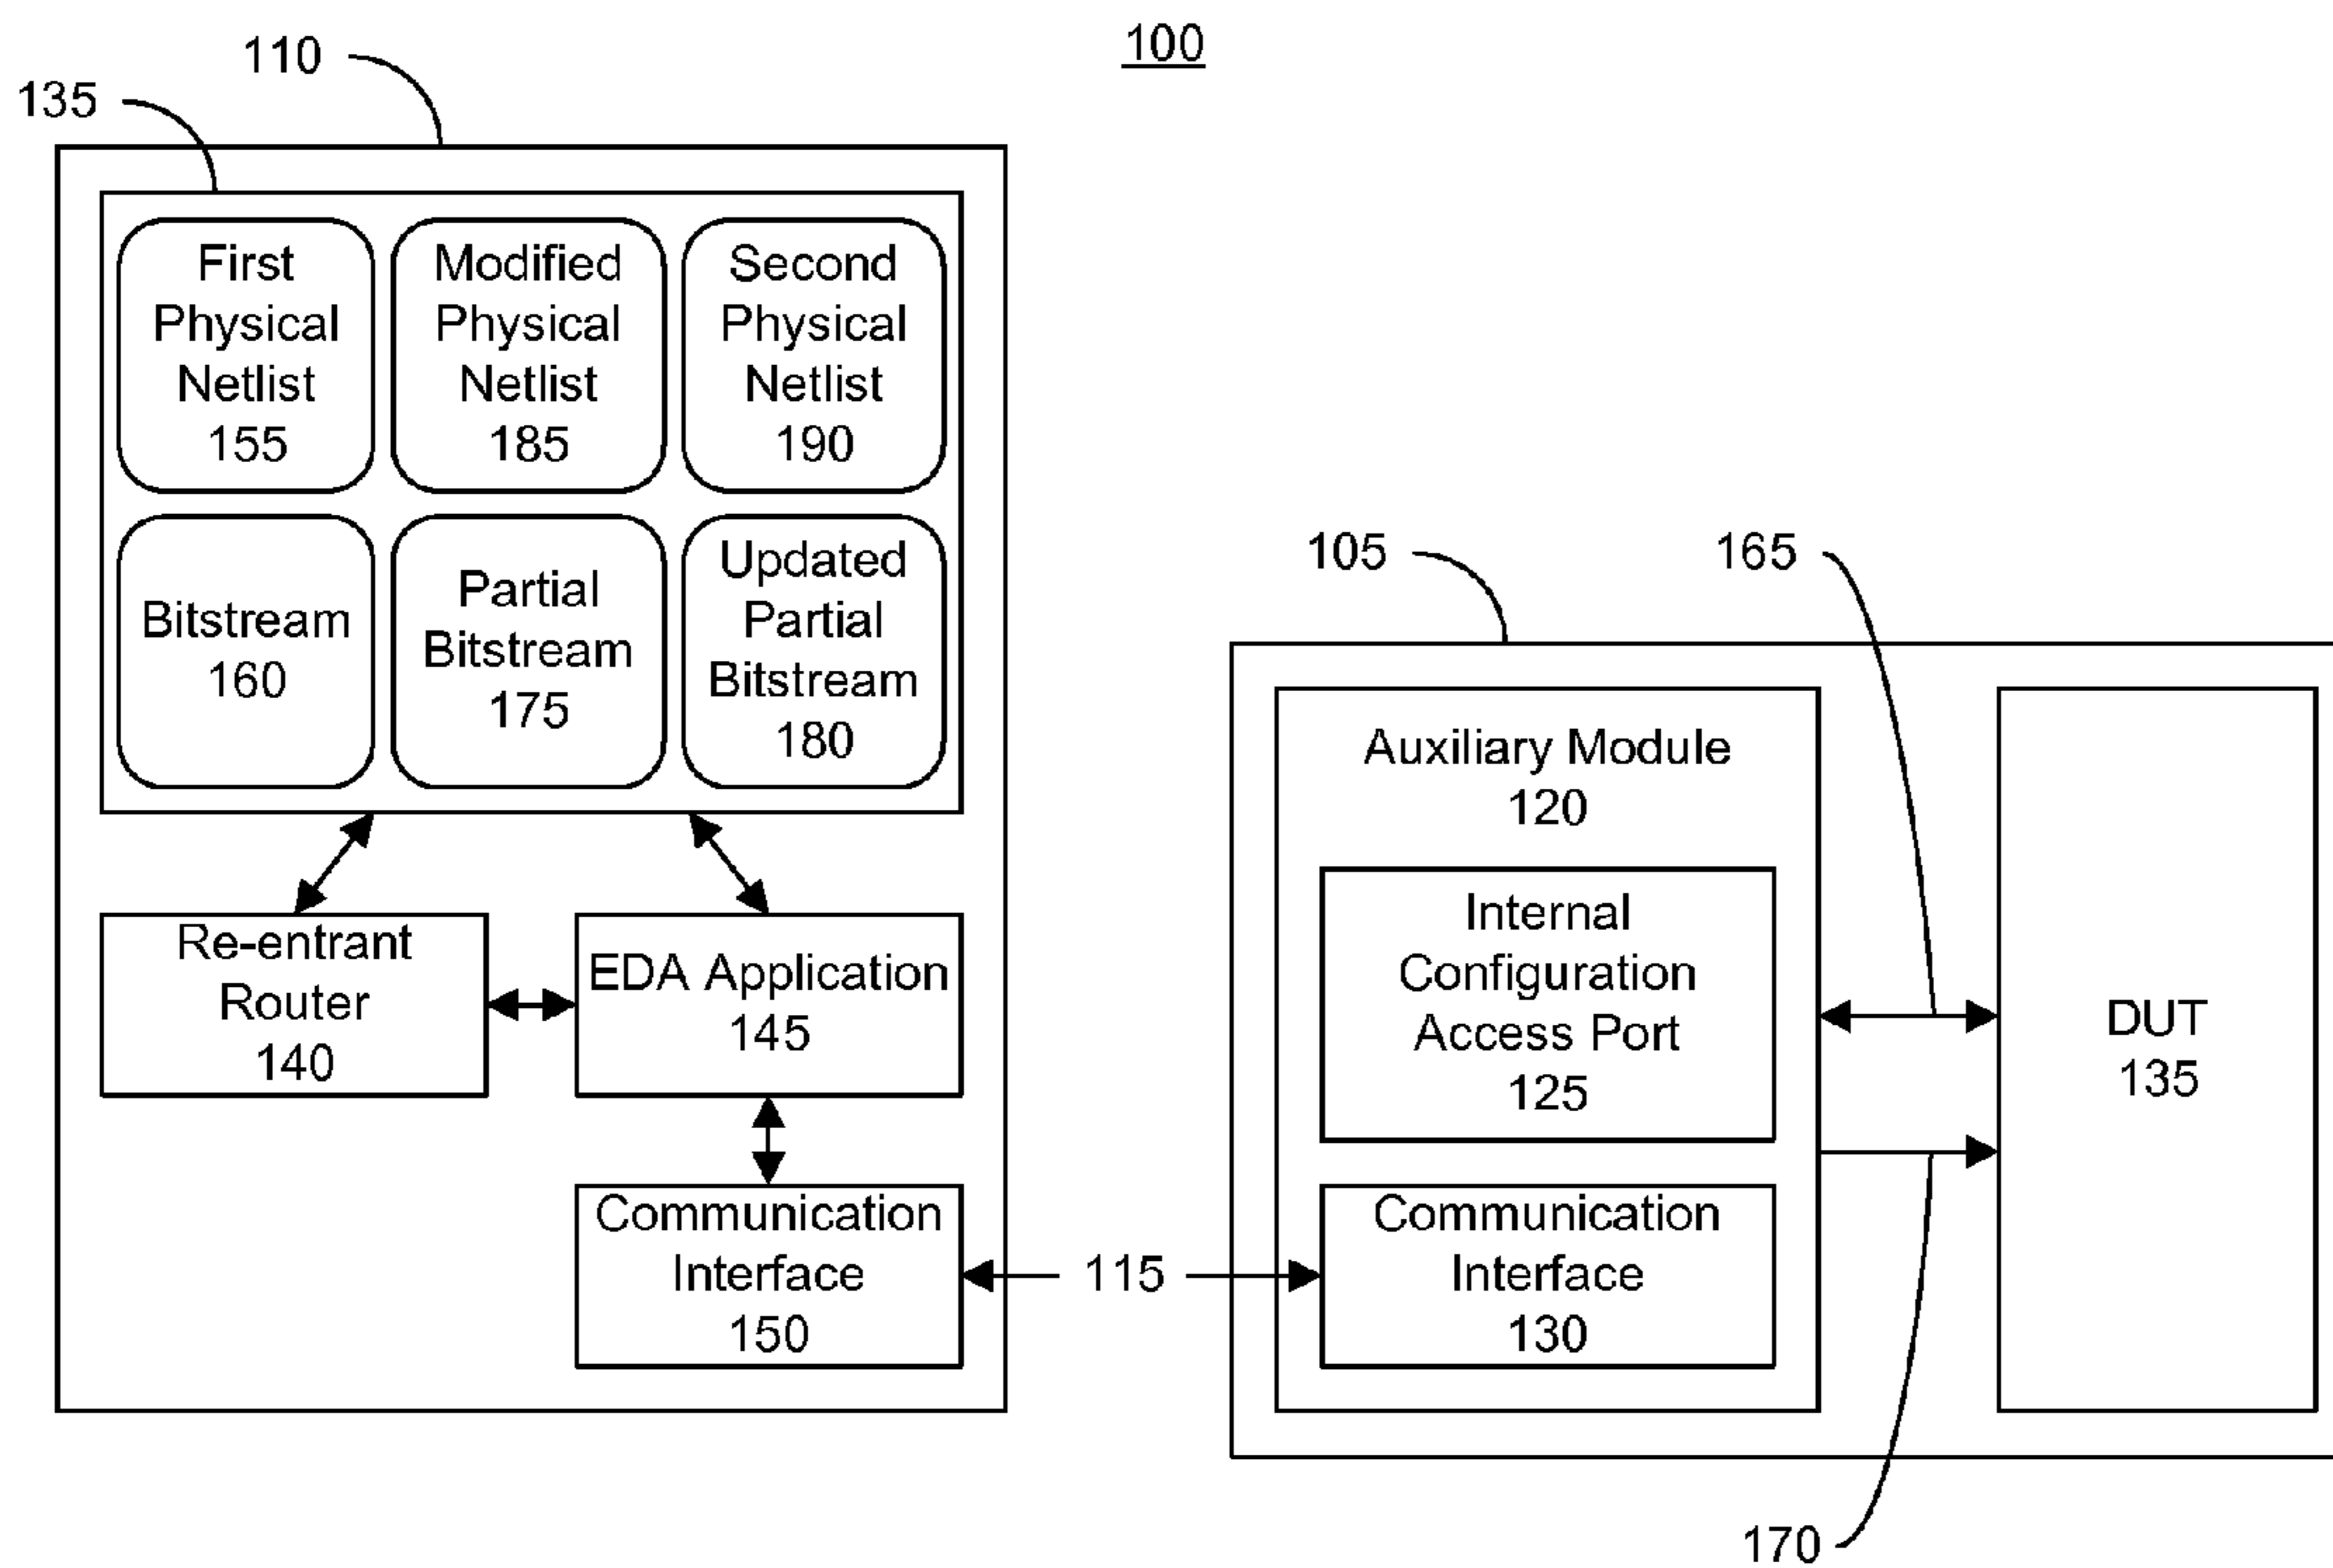 100
110
135
First
Physical
Netlist
155
Modified
Physical
Netlist
185
Second
Physical
Netlist
190
Bitstream
160
Partial
Bitstream
175
Updated
Partial
Bitstream
180
Re-entrant
Router
140
EDA Application
145
Communication
Interface
150
115
105
165
Auxiliary Module
120
Internal
Configuration
Access Port
125
Communication
Interface
130
DUT
135
170